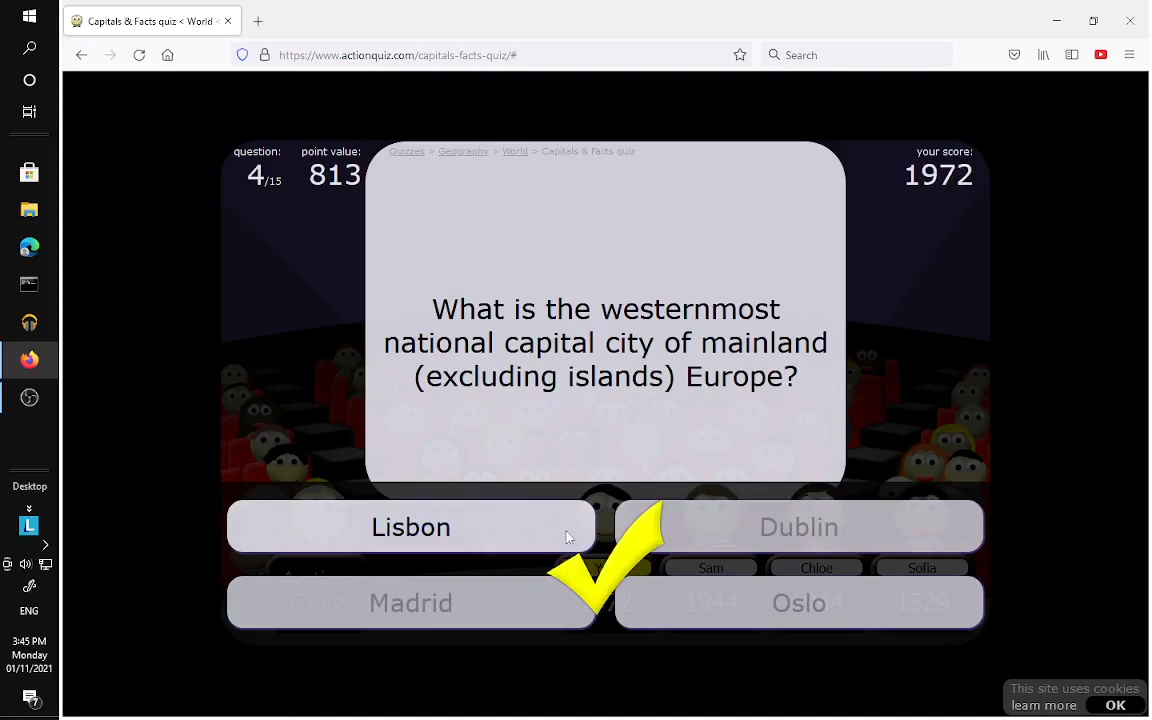 Capitals & Facts quiz < World <
https://www.actionquiz.com/capitals-facts-quiz/#
Search
question:
4/15
point value:
813
Quizzes > Geography > World > Capitals & Facts quiz
your score:
1972
What is the westernmost
national capital city of mainland
(excluding islands) Europe?
Lisbon
Dublin
Sam
Chloe
Sofia
Madrid
Oslo
Quiz
1944
1529
Desktop
L
ENG
3:45 PM
Monday
01/11/2021
7
This site uses cookies
learn more
OK